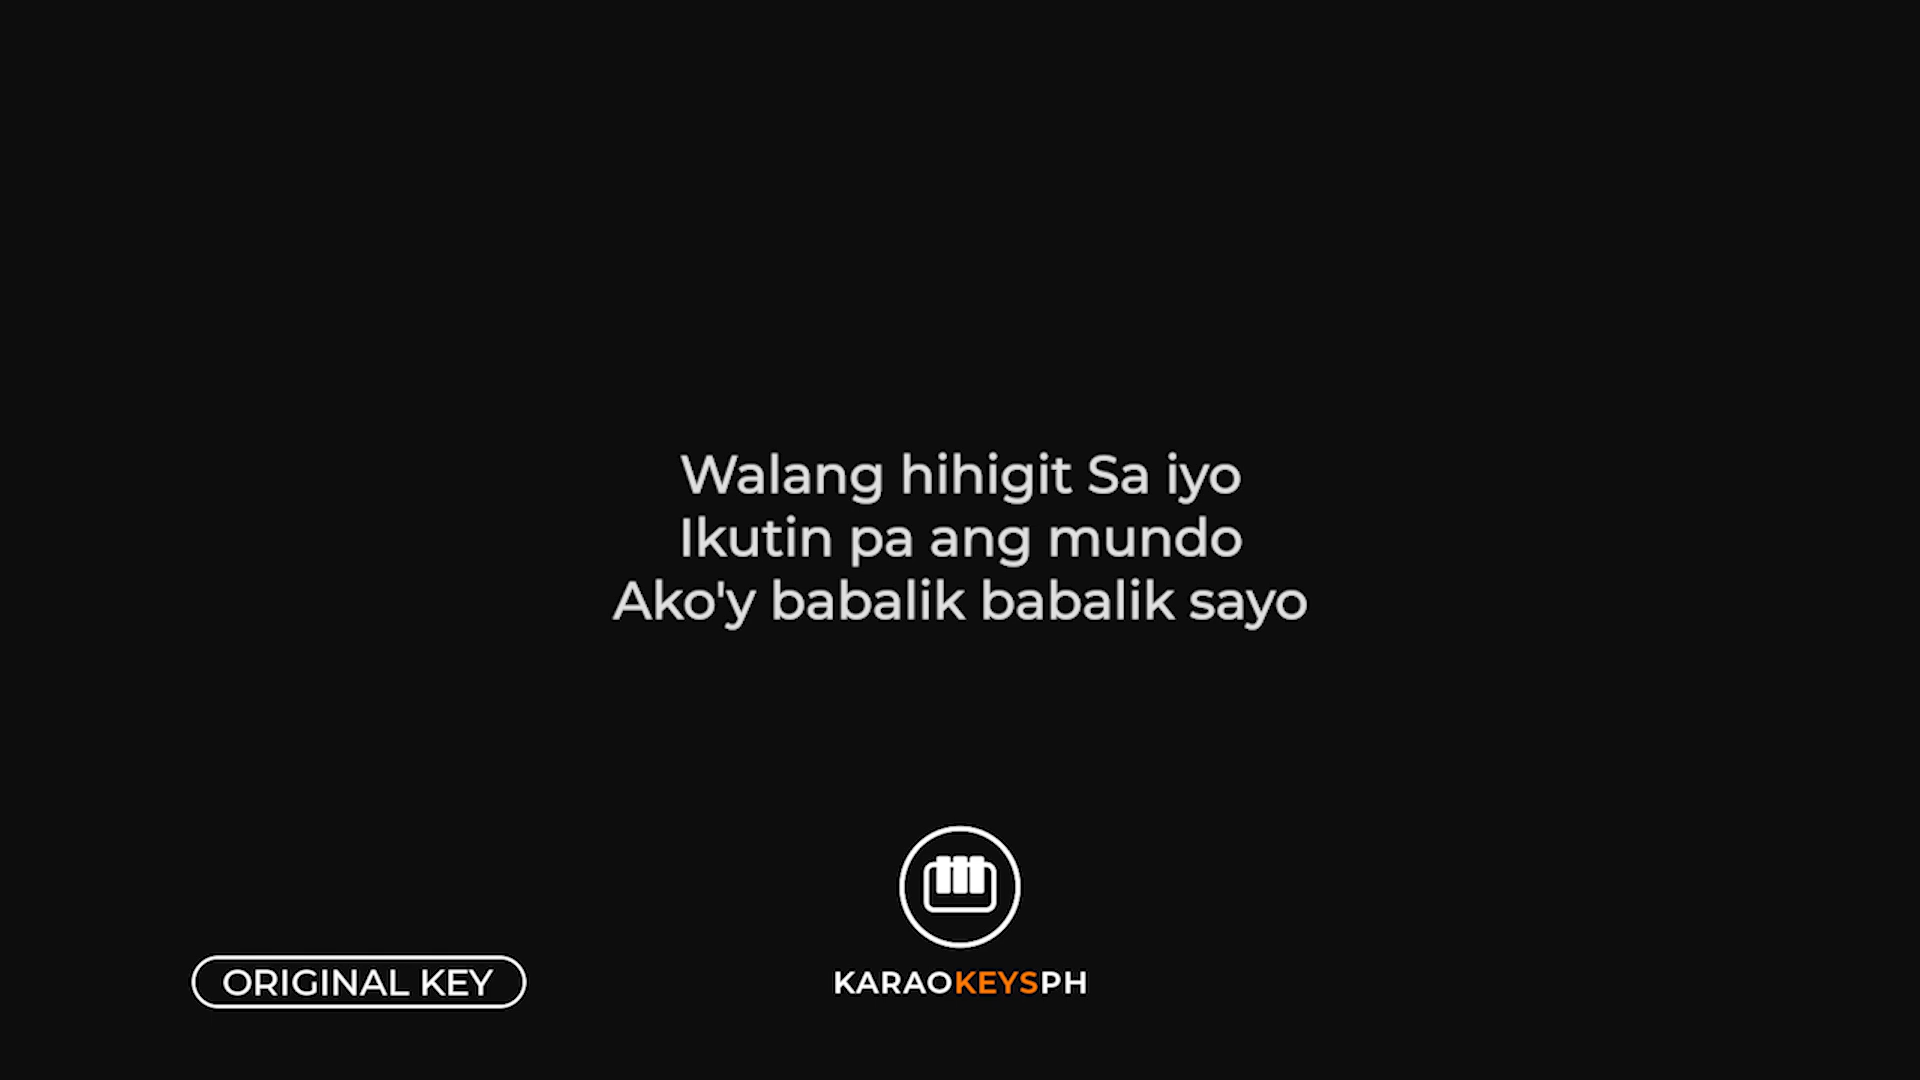 Walang hihigit Sa iyo
Ikutin pa ang mundo
Ako'y babalik babalik sayo
ORIGINAL KEY
KARAOKEYSPH